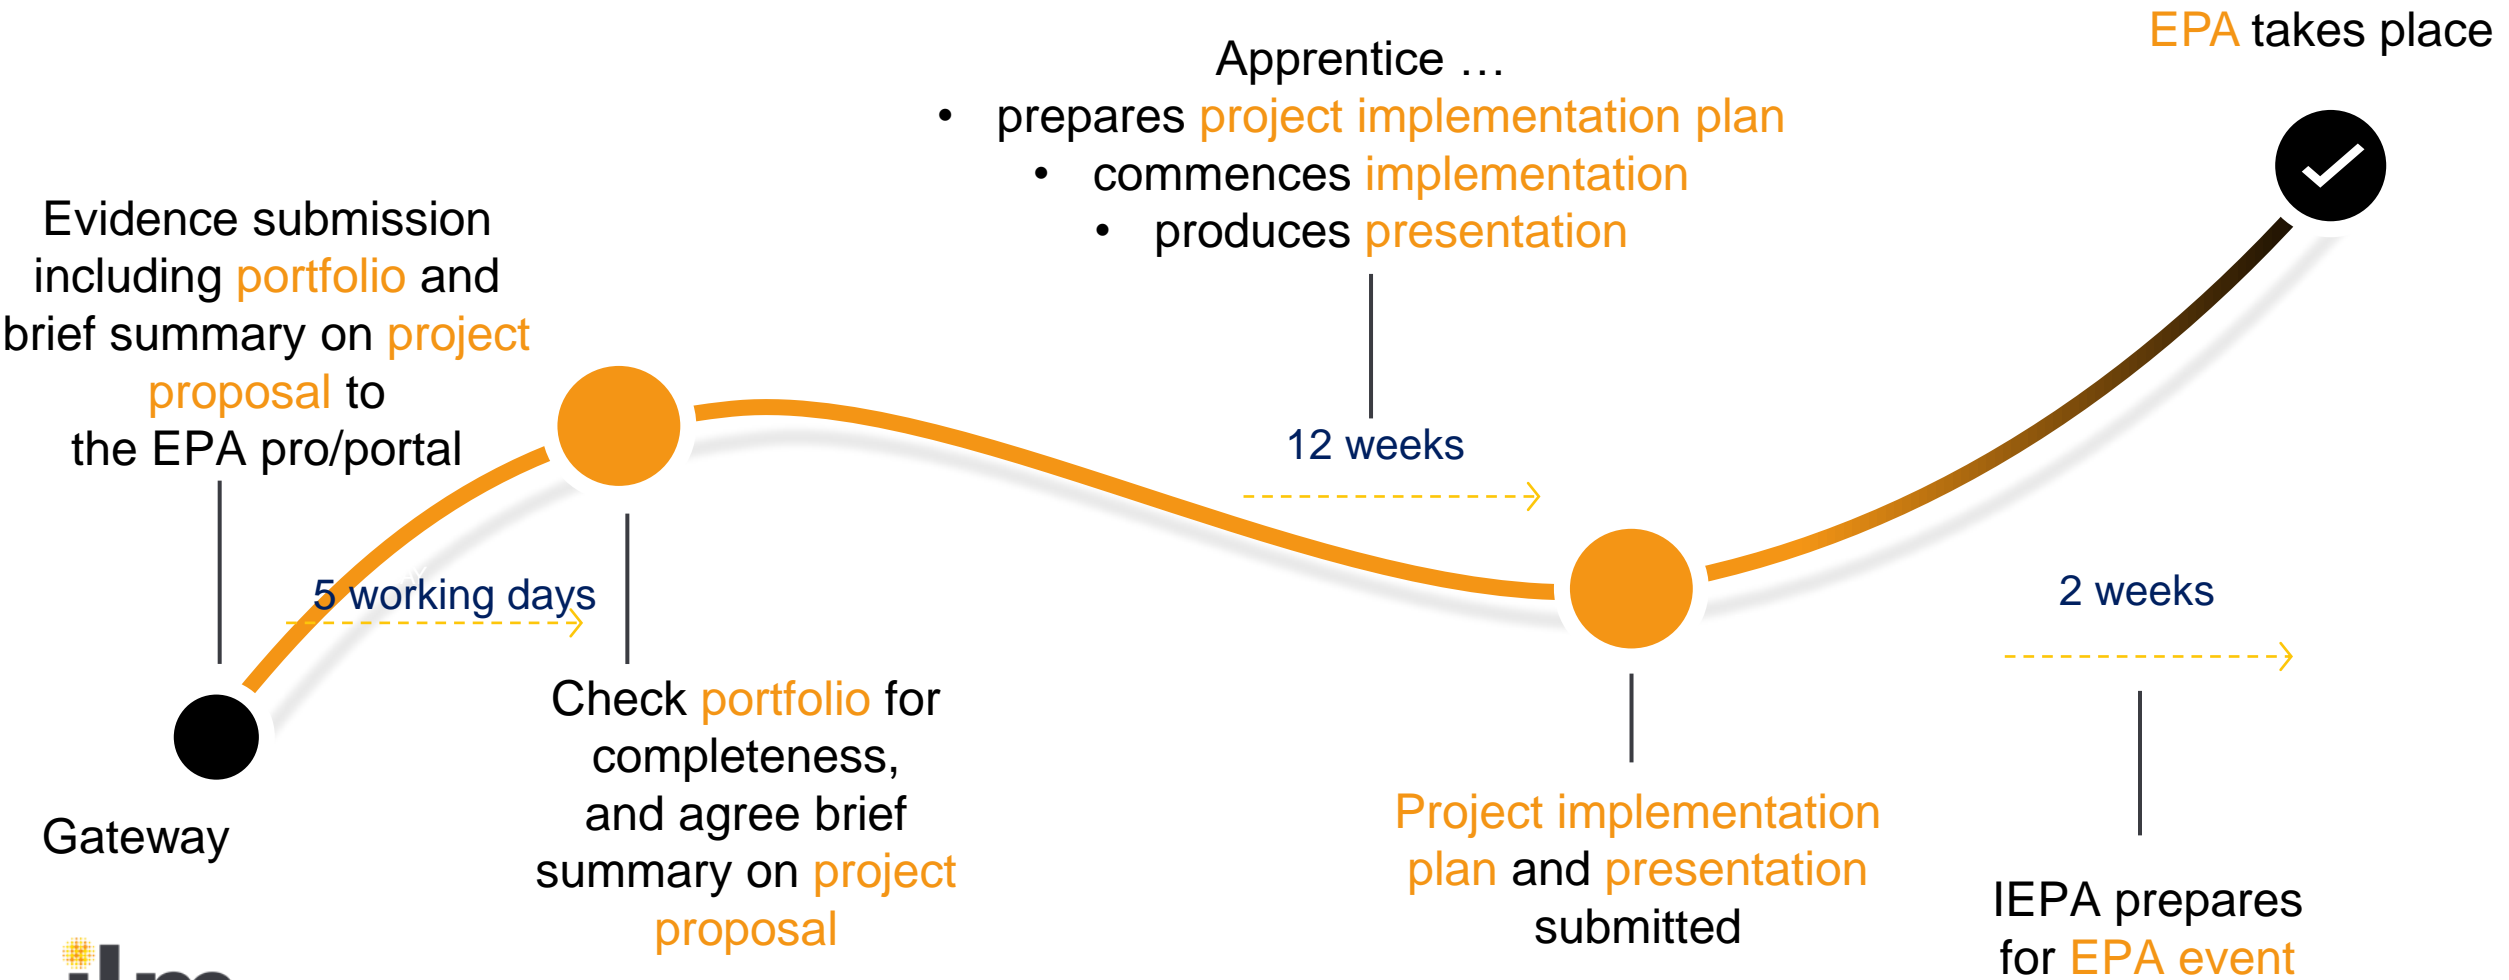 EPA takes place
Apprentice …
• prepares project implementation plan
• commences implementation
• produces presentation
Evidence submission
including portfolio and
brief summary on project
proposal to
the EPA pro/portal
12 weeks
5 working days
2 weeks
Check portfolio for
completeness,
and agree brief
summary on project
proposal
Gateway
Project implementation
plan and presentation
submitted
IEPA prepares
for EPA event
ilm